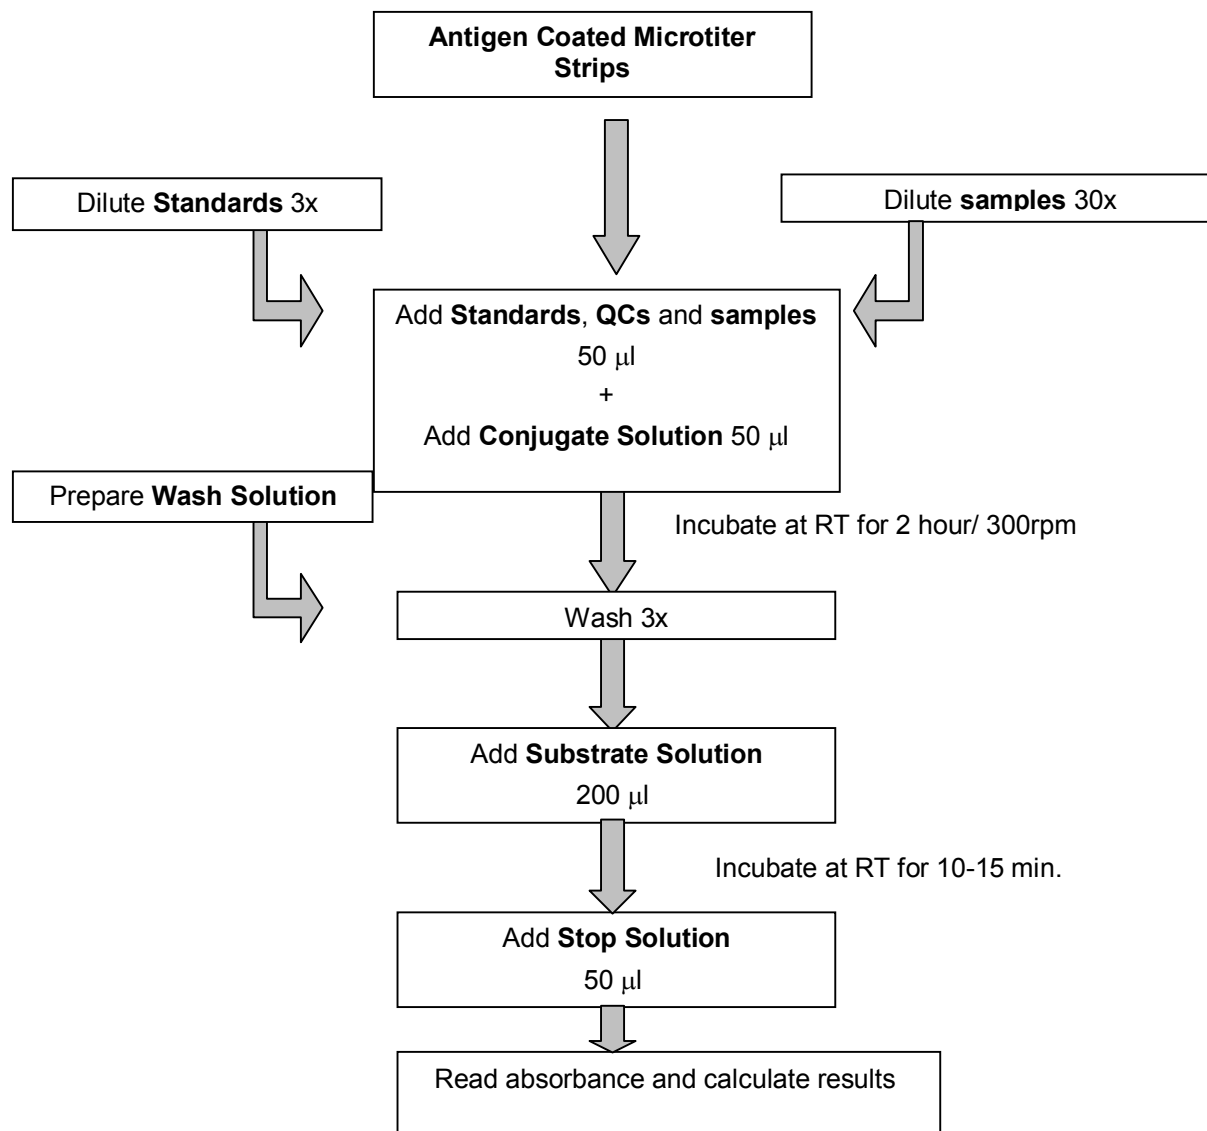 Antigen Coated Microtiter
Strips
Dilute Standards 3x
Dilute samples 30x
Add Standards, QCs and samples
50 µl
+
Add Conjugate Solution 50 µl
Prepare Wash Solution
Incubate at RT for 2 hour/ 300rpm
Wash 3x
Add Substrate Solution
200 µl
Incubate at RT for 10-15 min.
Add Stop Solution
50 µl
Read absorbance and calculate results